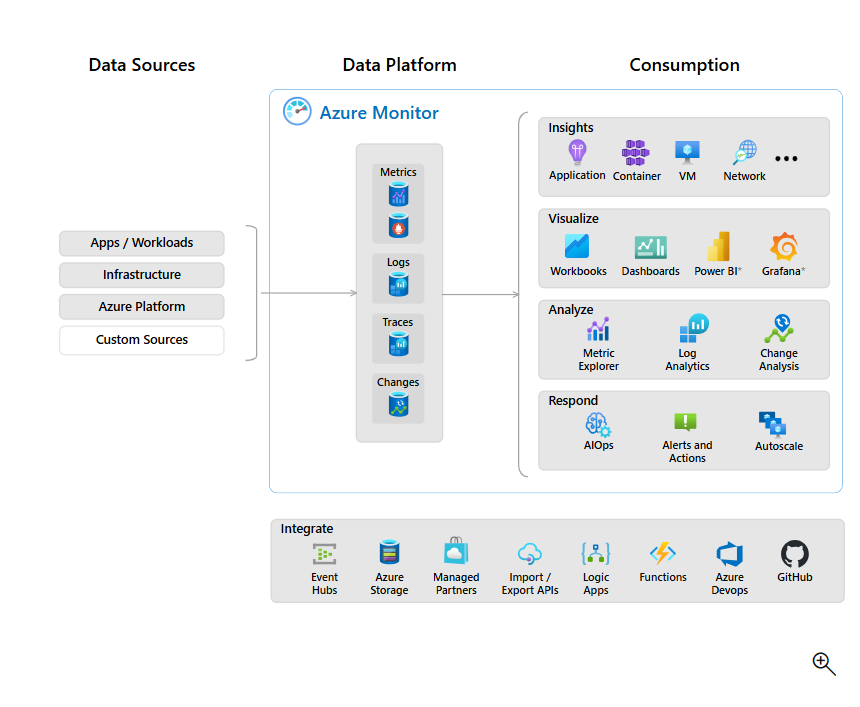 Data Sources
Data Platform
Consumption
Azure Monitor
Apps / Workloads
Infrastructure
Azure Platform
Custom Sources
Metrics
Logs
Traces
Changes
Insights
Application
Container
VM
Network
...
Visualize
Workbooks
Dashboards
Power BI*
Grafana*
Analyze
Metric
Explorer
Log
Analytics
Change
Analysis
Respond
AIOps
Alerts and
Actions
Autoscale
Integrate
Event
Hubs
Azure
Storage
Managed
Partners
Import /
Export APIs
Logic
Apps
Functions
Azure
Devops
GitHub